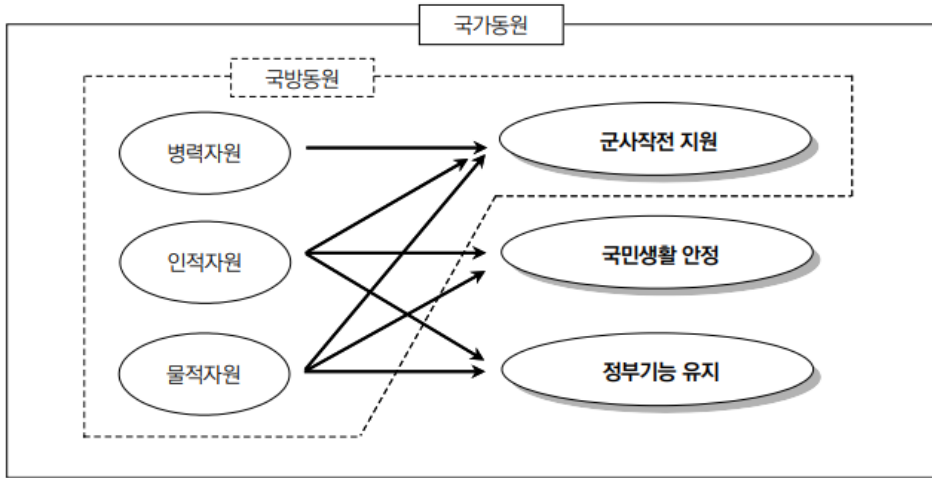 국가동원
국방동원
병력자원
군사작전 지원
인적자원
국민생활 안정
물적자원
정부기능 유지